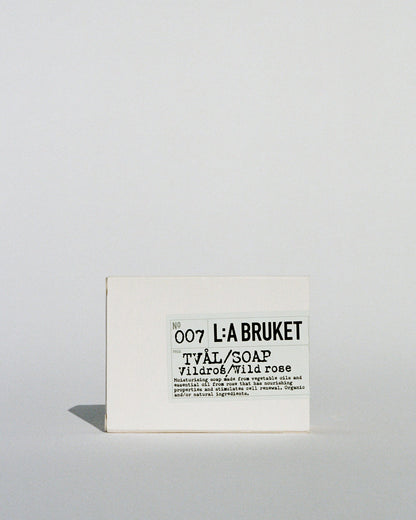 Nº
007 L:A BRUKET
TVÅL/SOAP
Vildros/Wild rose
Moisturising soap made from vegetable oils and
essential oil from rose that has nourishing
properties and stimulates cell renewal. Organic
and/or natural ingredients.